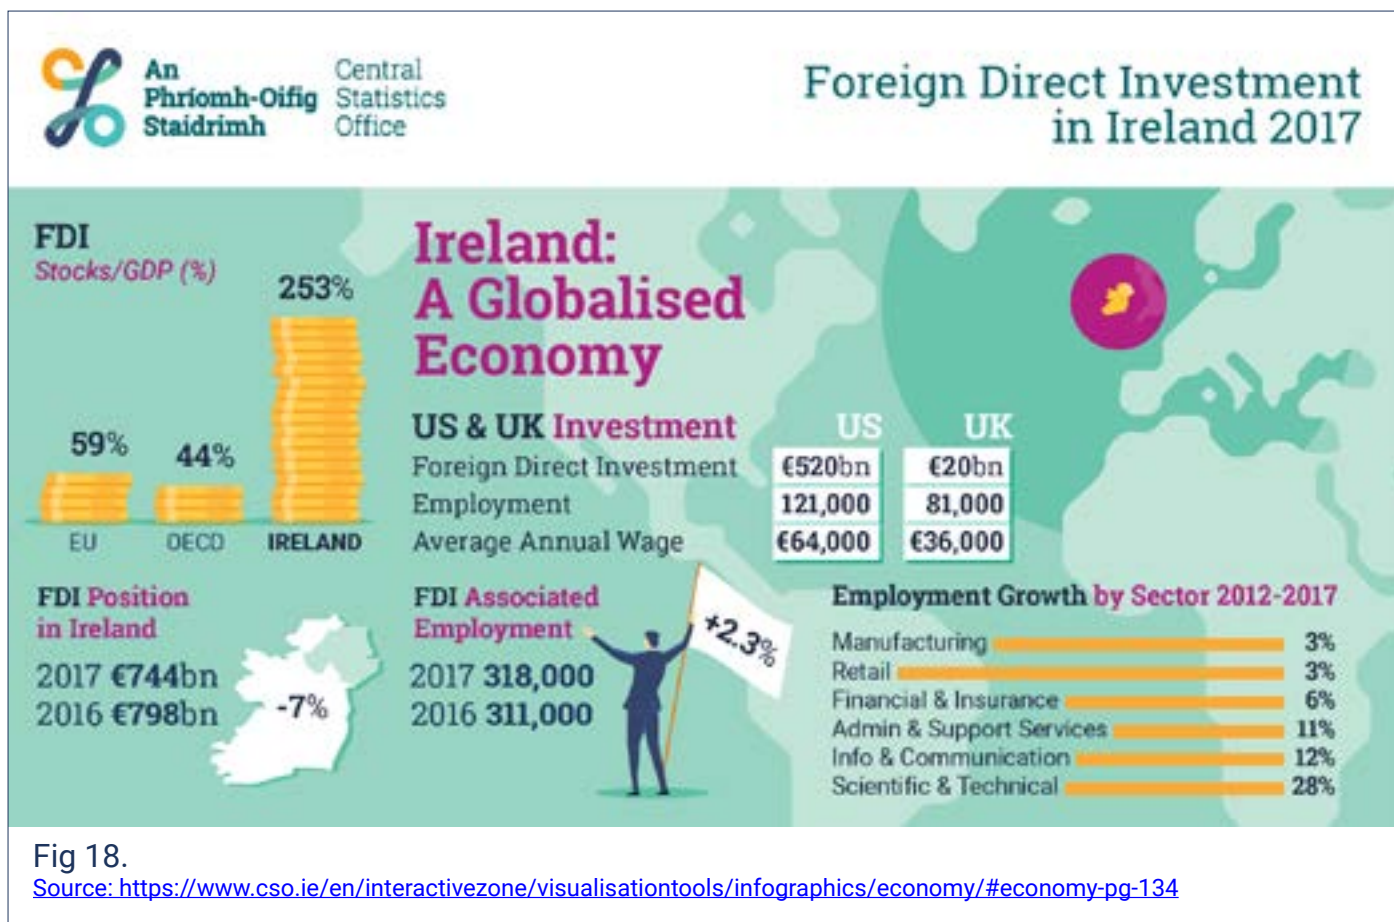 An
Phríomh-Oifig
Staidrimh
Central
Statistics
Office
Foreign Direct Investment
in Ireland 2017
FDI
Stocks/GDP (%)
253%
59%
44%
EU OECD IRELAND
Ireland:
A Globalised
Economy
US & UK Investment US UK
Foreign Direct Investment €520bn €20bn
Employment 121,000 81,000
Average Annual Wage €64,000 €36,000
FDI Position
in Ireland
2017 €744bn
2016 €798bn
-7%
FDI Associated
Employment
2017 318,000
2016 311,000
+2.3%
Employment Growth by Sector 2012-2017
Manufacturing 3%
Retail 3%
Financial & Insurance 6%
Admin & Support Services 11%
Info & Communication 12%
Scientific & Technical 28%
Fig 18.
Source: https://www.cso.ie/en/interactivezone/visualisationtools/infographics/economy/#economy-pg-134